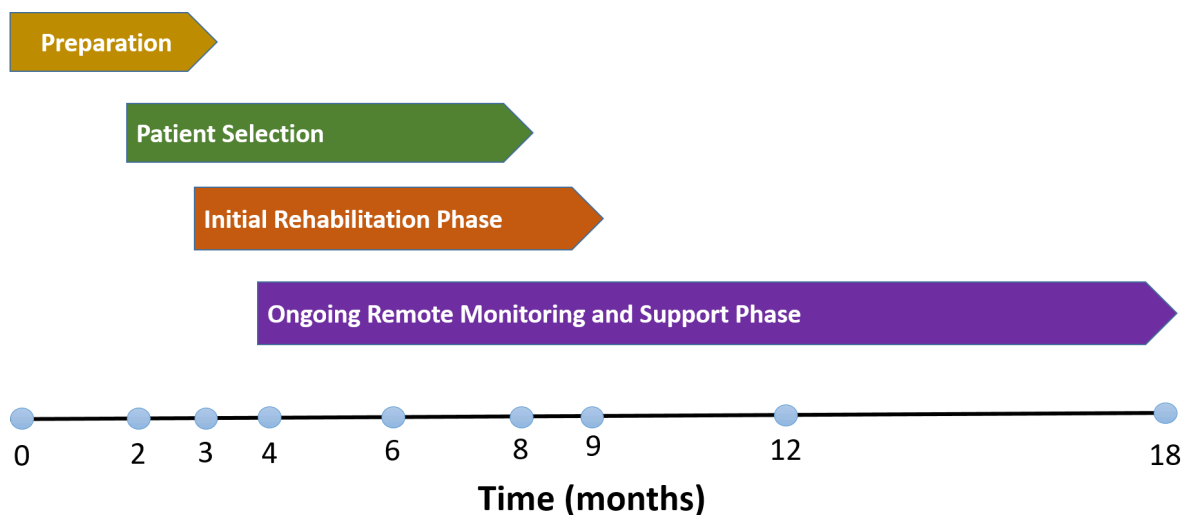 Preparation
Patient Selection
Initial Rehabilitation Phase
Ongoing Remote Monitoring and Support Phase
0 2 3 4 6 8 9 12 18
Time (months)